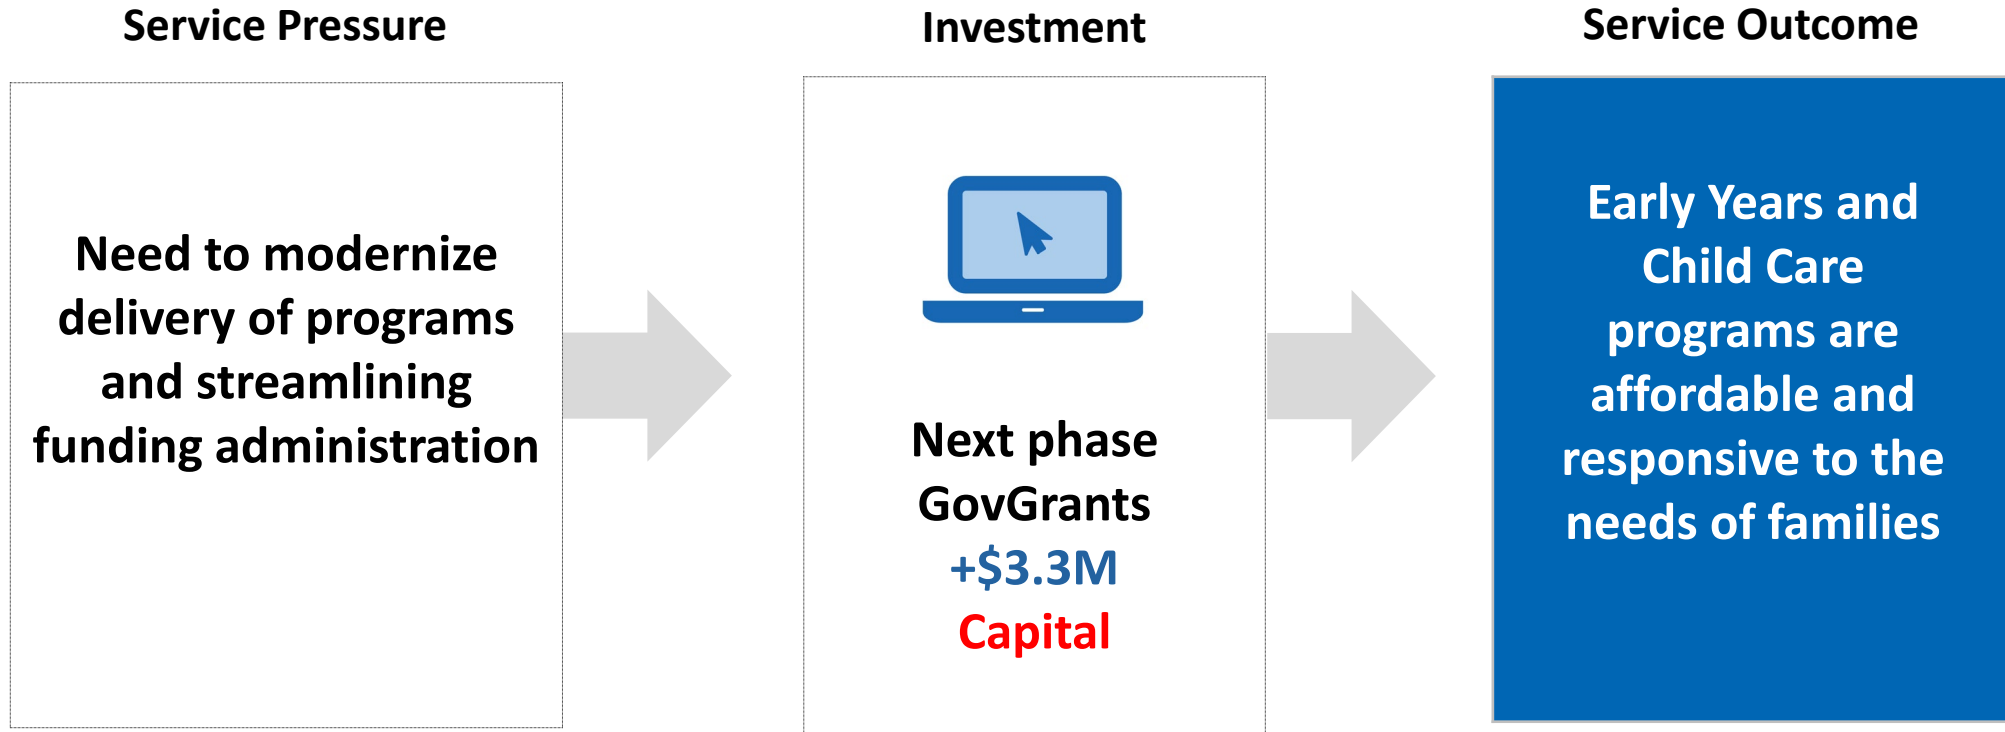 Service Pressure
Investment
Service Outcome
Need to modernize
delivery of programs
and streamlining
funding administration
Next phase
GovGrants
+$3.3M
Capital
Early Years and
Child Care
programs are
affordable and
responsive to the
needs of families